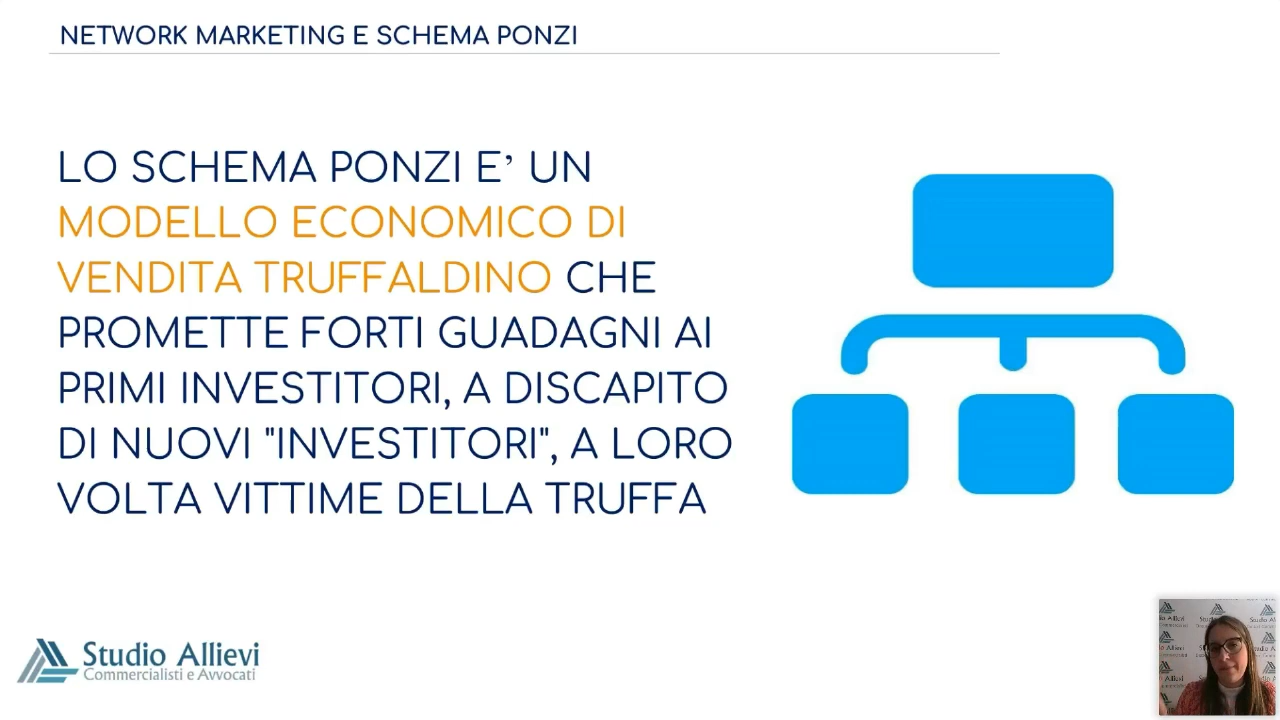 NETWORK MARKETING E SCHEMA PONZI
LO SCHEMA PONZI E’ UN
MODELLO ECONOMICO DI
VENDITA TRUFFALDINO CHE
PROMETTE FORTI GUADAGNI AI
PRIMI INVESTITORI, A DISCAPITO
DI NUOVI "INVESTITORI", A LORO
VOLTA VITTIME DELLA TRUFFA
Studio Allievi
Commercialisti e Avvocati